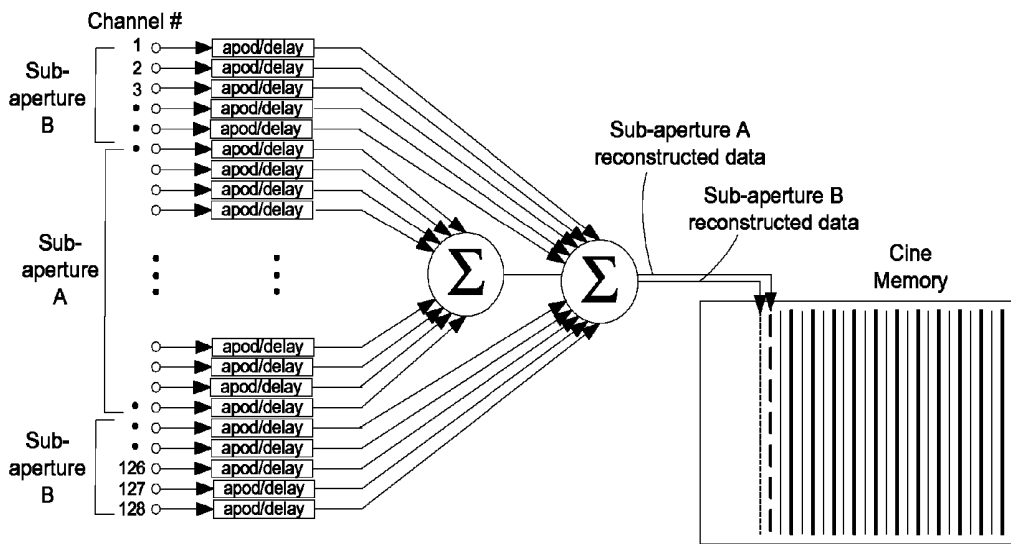 Channel #
Sub-
aperture
B
1
2
3
apod/delay
apod/delay
apod/delay
apod/delay
apod/delay
apod/delay
apod/delay
apod/delay
apod/delay
Sub-aperture A
reconstructed data
Sub-aperture B
reconstructed data
Sub-
aperture
A
Σ
Σ
Cine
Memory
apod/delay
apod/delay
apod/delay
apod/delay
apod/delay
apod/delay
apod/delay
apod/delay
apod/delay
Sub-
aperture
B
126
127
128